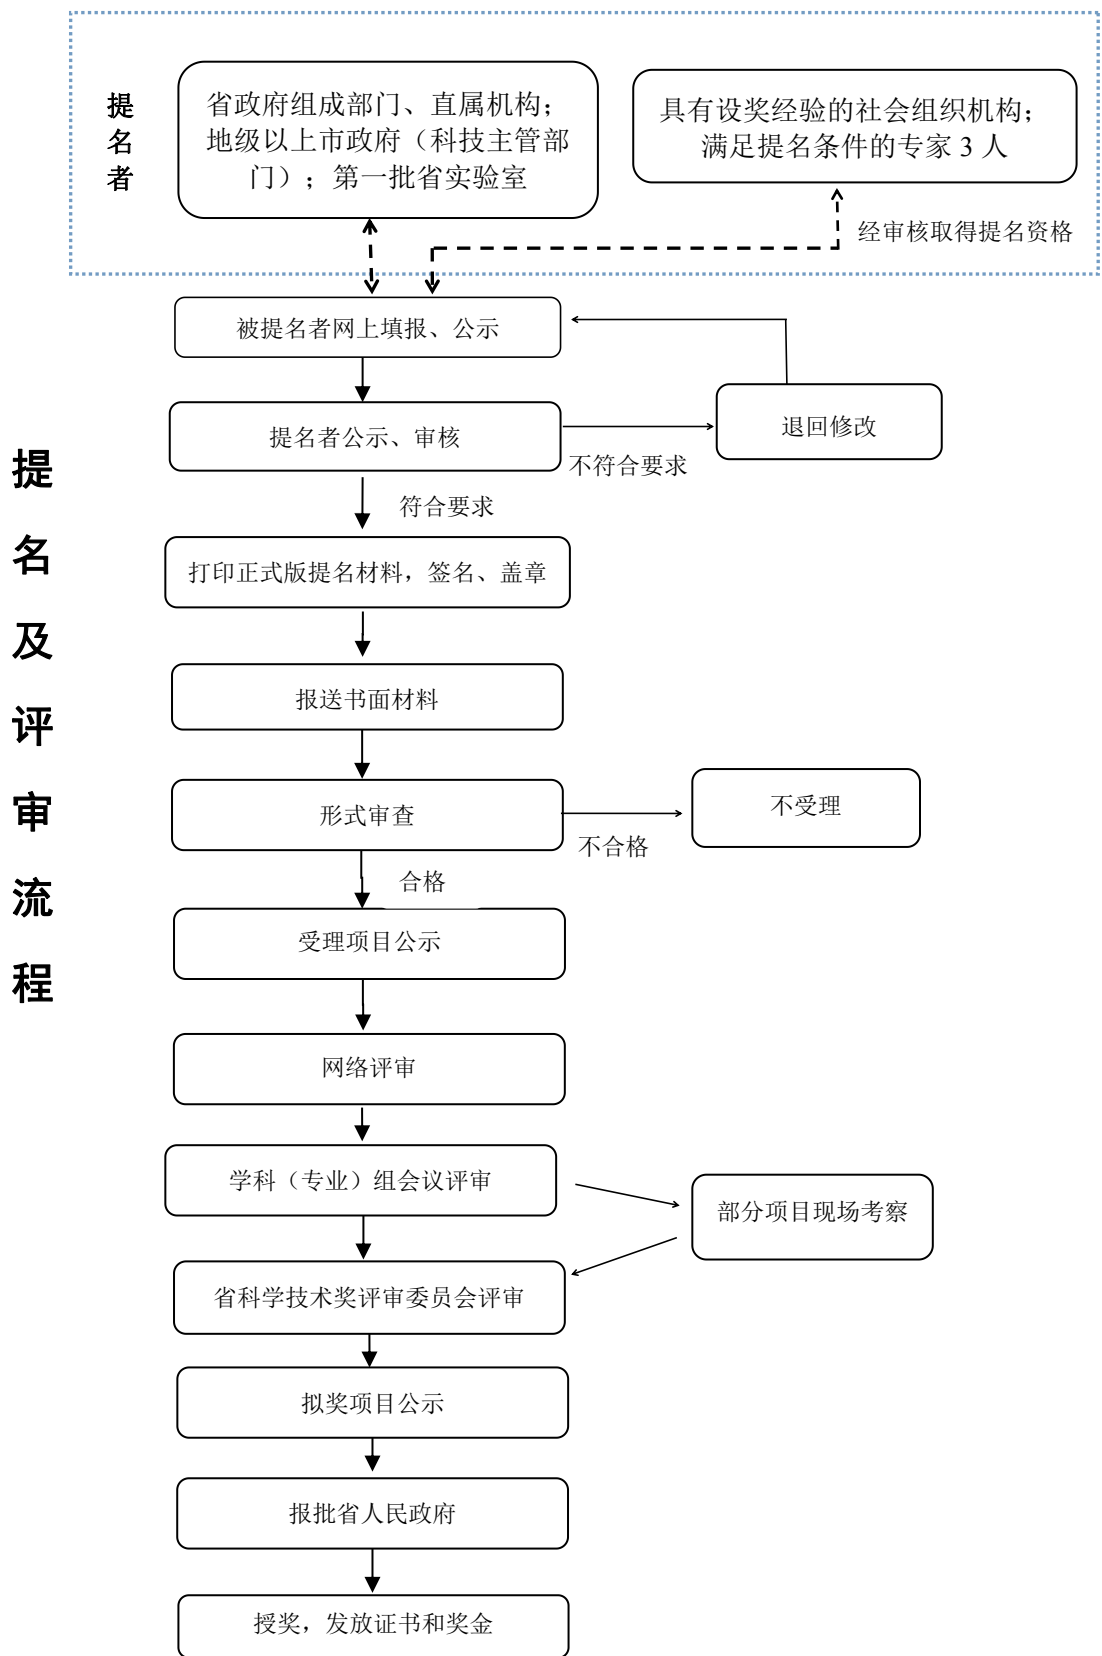 提名者
省政府组成部门、直属机构；
地级以上市政府（科技主管部
门）；第一批省实验室
具有设奖经验的社会组织机构；
满足提名条件的专家 3 人
经审核取得提名资格
提名及评审流程
被提名者网上填报、公示
提名者公示、审核
退回修改
不符合要求
符合要求
打印正式版提名材料，签名、盖章
报送书面材料
形式审查
不受理
不合格
合格
受理项目公示
网络评审
学科（专业）组会议评审
部分项目现场考察
省科学技术奖评审委员会评审
拟奖项目公示
报批省人民政府
授奖，发放证书和奖金